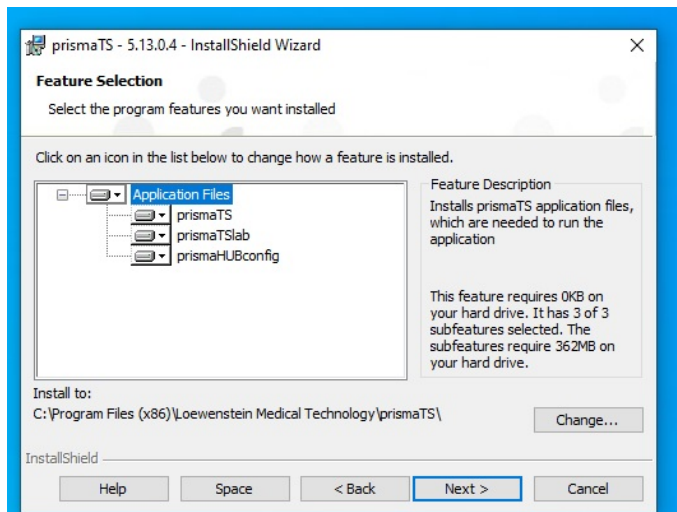 prismaTS - 5.13.0.4 - InstallShield Wizard
Feature Selection
Select the program features you want installed
Click on an icon in the list below to change how a feature is installed.
Application Files
prismaTS
prismaTSlab
prismaHUBconfig
Feature Description
Installs prismaTS application files,
which are needed to run the
application
This feature requires 0KB on
your hard drive. It has 3 of 3
subfeatures selected. The
subfeatures require 362MB on
your hard drive.
Install to:
C:\Program Files (x86)\Loewenstein Medical Technology\prismaTS\
Change...
InstallShield
Help
Space
< Back
Next >
Cancel